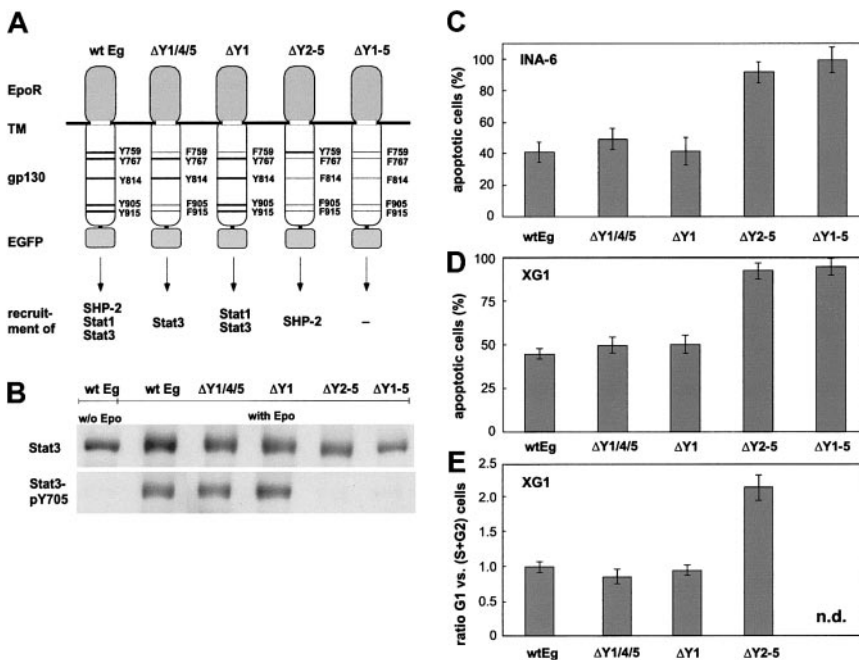 A
wt Eg ΔY1/4/5 ΔY1 ΔY2-5 ΔY1-5
EpoR
TM
gp130
Y759 F759 F759 Y759 F759
Y767 Y767 Y767 F767 F767
Y814 Y814 Y814 F814 F814
Y905 F905 Y905 F905 F905
Y915 F915 Y915 F915 F915
EGFP
recruit-
ment of
SHP-2
Stat1
Stat3
Stat3
Stat1
Stat3
SHP-2
–
B
wt Eg wt Eg ΔY1/4/5 ΔY1 ΔY2-5 ΔY1-5
w/o Epo with Epo
Stat3
Stat3-
pY705
C
INA-6
apoptotic cells (%)
100
80
60
40
20
0
wtEg ΔY1/4/5 ΔY1 ΔY2-5 ΔY1-5
D
XG1
apoptotic cells (%)
100
75
50
25
0
wtEg ΔY1/4/5 ΔY1 ΔY2-5 ΔY1-5
E
XG1
ratio G1 vs. (S+G2) cells
2.5
2.0
1.5
1.0
0.5
0
n.d.
wtEg ΔY1/4/5 ΔY1 ΔY2-5